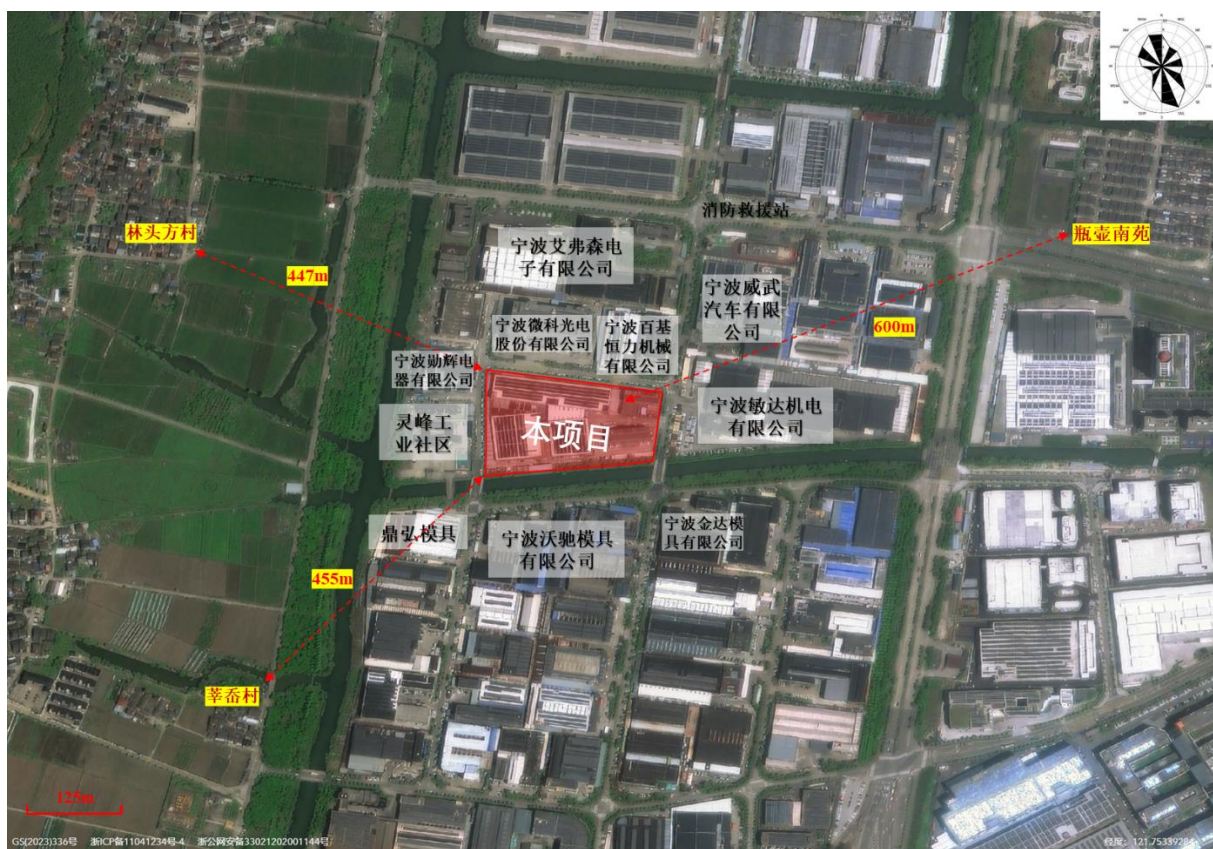 消防救援站
林头方村
瓶壶南苑
宁波艾弗森电
子有限公司
447m
宁波威武
汽车有限
公司
宁波微科光电
股份有限公司
宁波百基
恒力机械
有限公司
600m
宁波勋辉电
器有限公司
灵峰工
业社区
本项目
宁波敏达机电
有限公司
鼎弘模具
宁波沃驰模具
有限公司
宁波金达模
具有限公司
455m
莘岙村
125m
GS(2023)336号 浙ICP备11041234号-4 浙公网安备33021202001144号
经度: 121.75339284